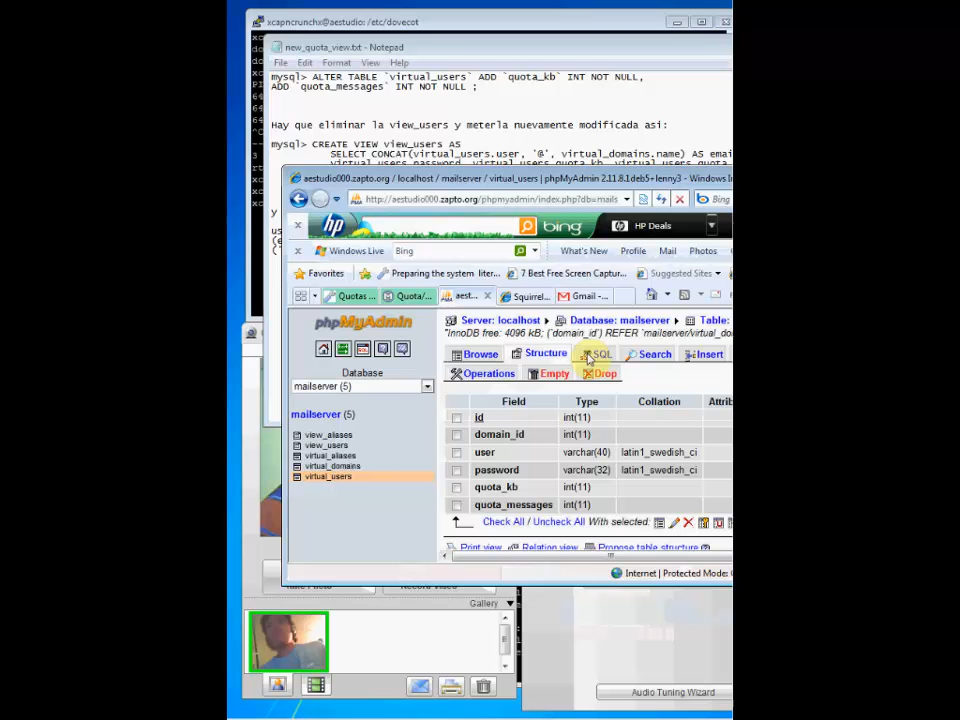 xcapncrunchx@aestudio: /etc/dovecot
new_quota_view.txt - Notepad
File Edit Format View Help
mysql> ALTER TABLE `virtual_users` ADD `quota_kb` INT NOT NULL,
ADD `quota_messages` INT NOT NULL ;
Hay que eliminar la view_users y meterla nuevamente modificada asi:
mysql> CREATE VIEW view_users AS
SELECT CONCAT(virtual_users.user, '@', virtual_domains.name) AS emai
aestudio000.zapto.org / localhost / mailserver / virtual_users | phpMyAdmin 2.11.8.1deb5+lenny3 - Windows In
http://aestudio000.zapto.org/phpmyadmin/index.php?db=mails
Bing
hp
bing
HP Deals
Windows Live
Bing
What's New Profile Mail Photos
Favorites
Preparing the system liter...
7 Best Free Screen Captur...
Suggested Sites
Quotas ...
Quota/...
aest...
Squirrel...
Gmail -...
phpMyAdmin
Database
mailserver (5)
mailserver (5)
view_aliases
view_users
virtual_aliases
virtual_domains
virtual_users
Server: localhost Database: mailserver Table:
"InnoDB free: 4096 kB; (`domain_id`) REFER `mailserver/virtual_do
Browse Structure SQL Search Insert
Operations Empty Drop
Field Type Collation Attri
id int(11)
domain_id int(11)
user varchar(40) latin1_swedish_ci
password varchar(32) latin1_swedish_ci
quota_kb int(11)
quota_messages int(11)
Check All / Uncheck All With selected:
Print view Relation view Propose table structure
Internet | Protected Mode:
Gallery
Audio Tuning Wizard